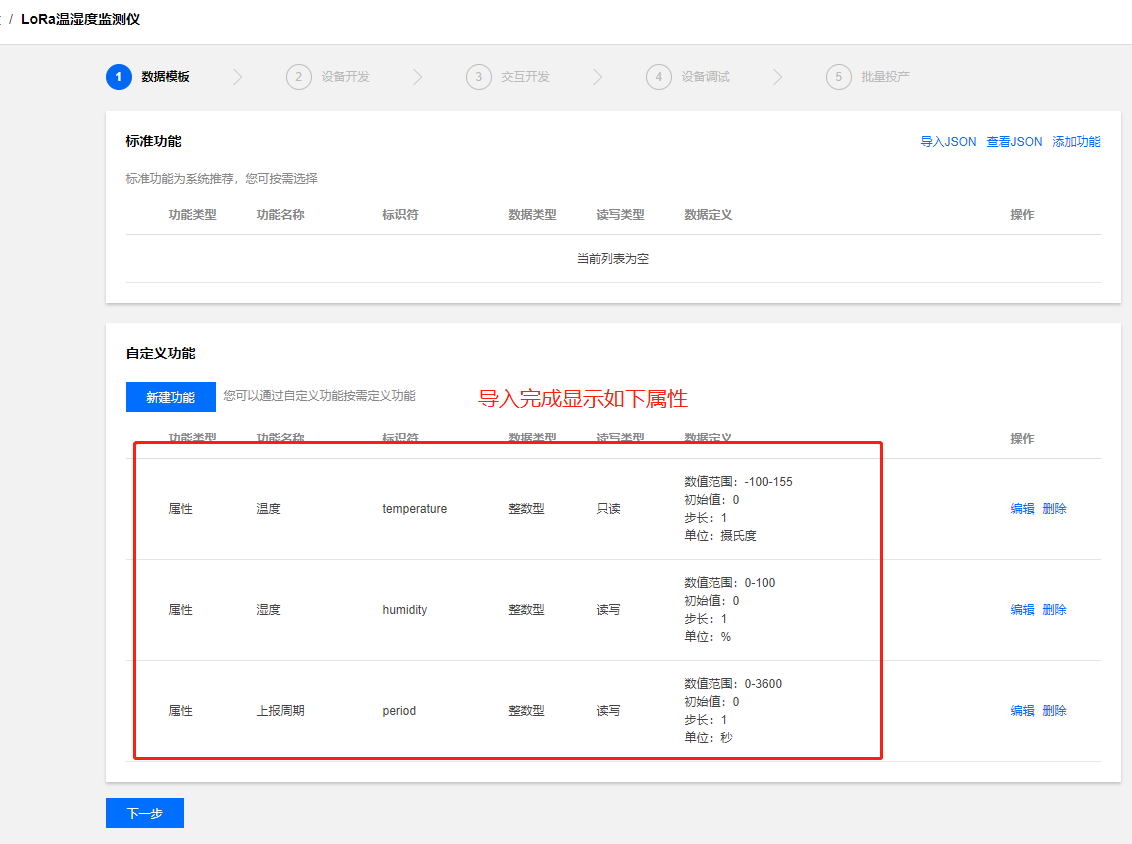 / LoRa温湿度监测仪
1 数据模板 2 设备开发 3 交互开发 4 设备调试 5 批量投产
标准功能 导入JSON 查看JSON 添加功能
标准功能为系统推荐，您可按需选择
功能类型 功能名称 标识符 数据类型 读写类型 数据定义 操作
当前列表为空
自定义功能
新建功能 您可以通过自定义功能按需定义功能 导入完成显示如下属性
功能类型 功能名称 标识符 数据类型 读写类型 数据定义 操作
属性 温度 temperature 整数型 只读 数值范围：-100-155
初始值：0
步长：1
单位：摄氏度
编辑 删除
属性 湿度 humidity 整数型 读写 数值范围：0-100
初始值：0
步长：1
单位：%
编辑 删除
属性 上报周期 period 整数型 读写 数值范围：0-3600
初始值：0
步长：1
单位：秒
编辑 删除
下一步